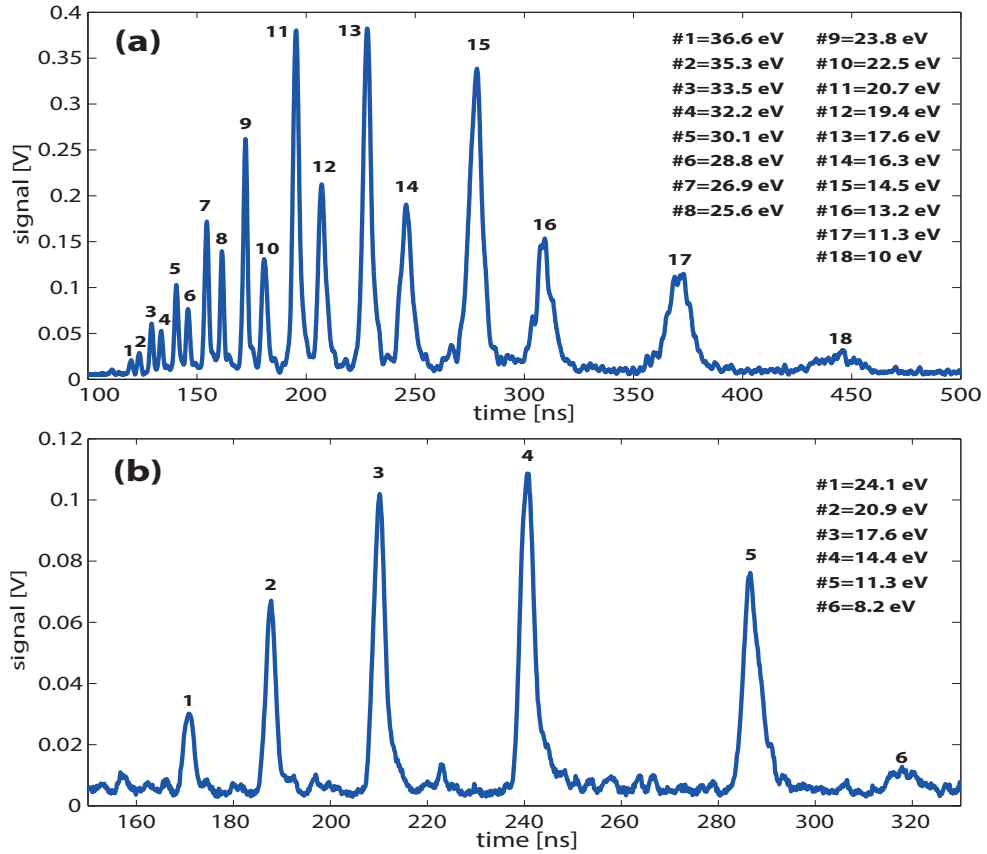 (a)
0.4
0.35
0.3
0.25
0.2
0.15
0.1
0.05
0
signal [V]
1
2
3
4
5
6
7
8
9
10
11
12
13
14
15
16
17
18
#1=36.6 eV
#2=35.3 eV
#3=33.5 eV
#4=32.2 eV
#5=30.1 eV
#6=28.8 eV
#7=26.9 eV
#8=25.6 eV
#9=23.8 eV
#10=22.5 eV
#11=20.7 eV
#12=19.4 eV
#13=17.6 eV
#14=16.3 eV
#15=14.5 eV
#16=13.2 eV
#17=11.3 eV
#18=10 eV
100 150 200 250 300 350 400 450 500
time [ns]
(b)
0.12
0.1
0.08
0.06
0.04
0.02
0
signal [V]
1
2
3
4
5
6
#1=24.1 eV
#2=20.9 eV
#3=17.6 eV
#4=14.4 eV
#5=11.3 eV
#6=8.2 eV
160 180 200 220 240 260 280 300 320
time [ns]